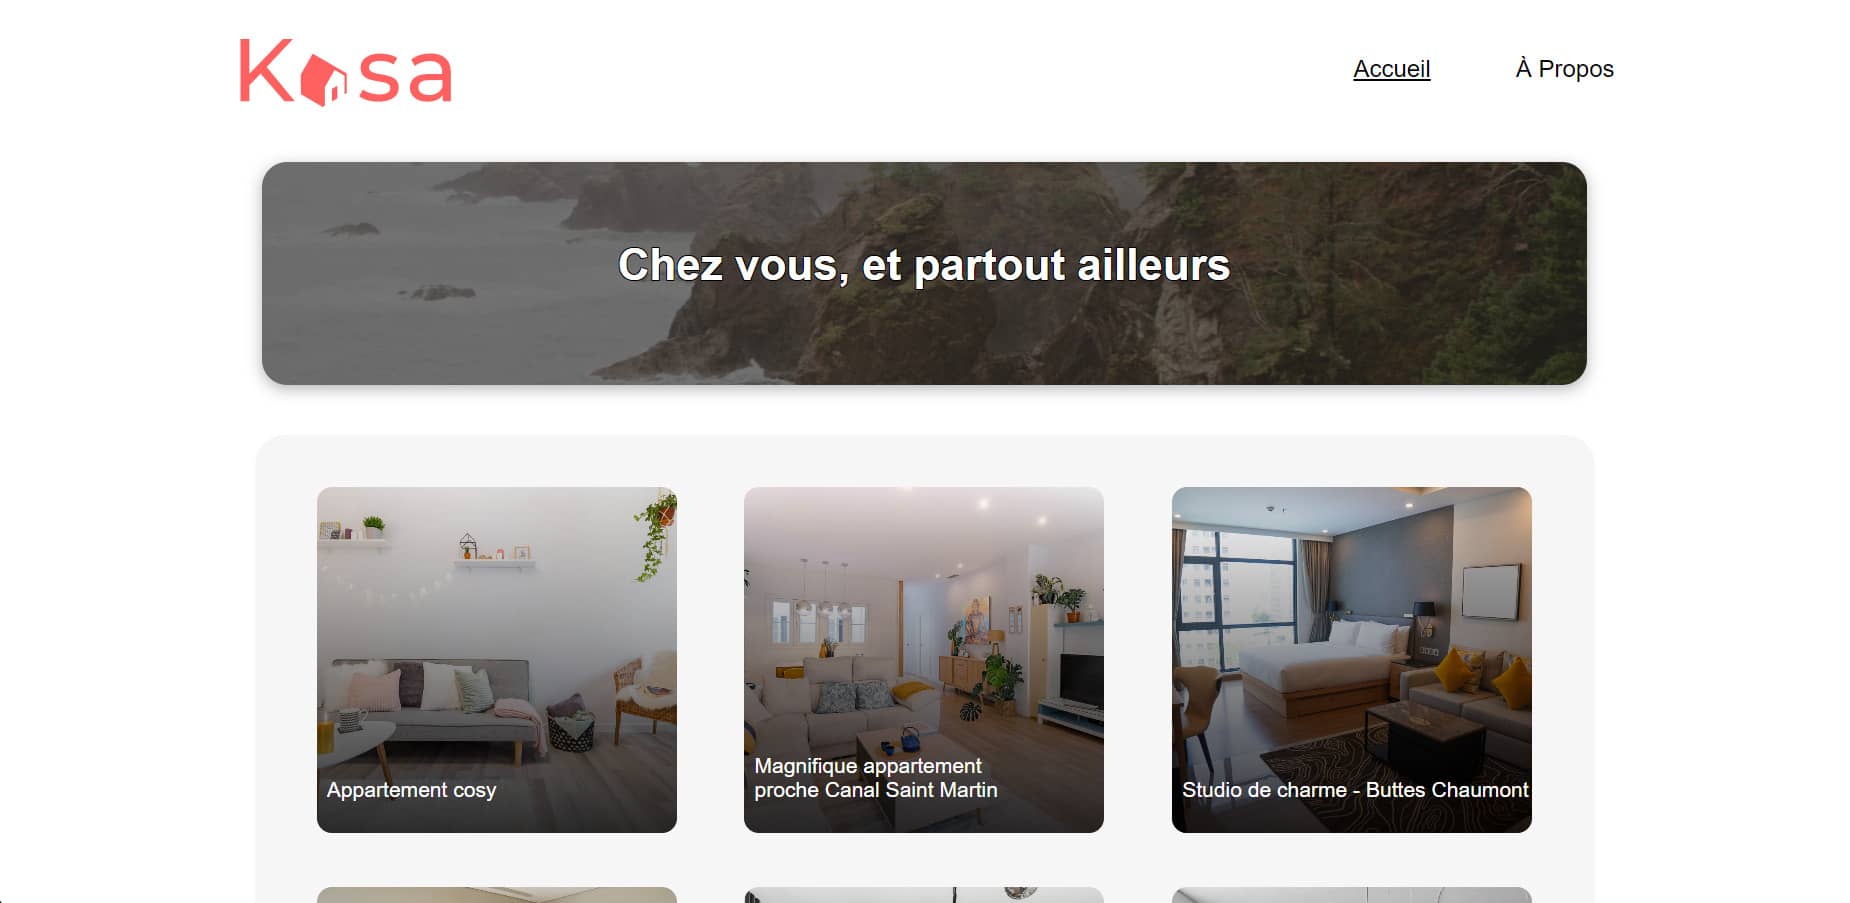 Kasa
Accueil
À Propos
Chez vous, et partout ailleurs
Appartement cosy
Magnifique appartement
proche Canal Saint Martin
Studio de charme - Buttes Chaumont